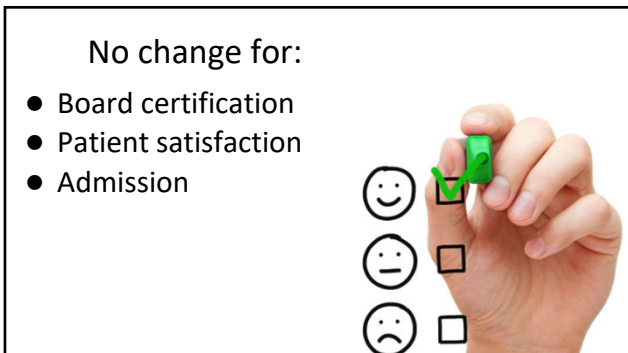 No change for:
● Board certification
● Patient satisfaction
● Admission